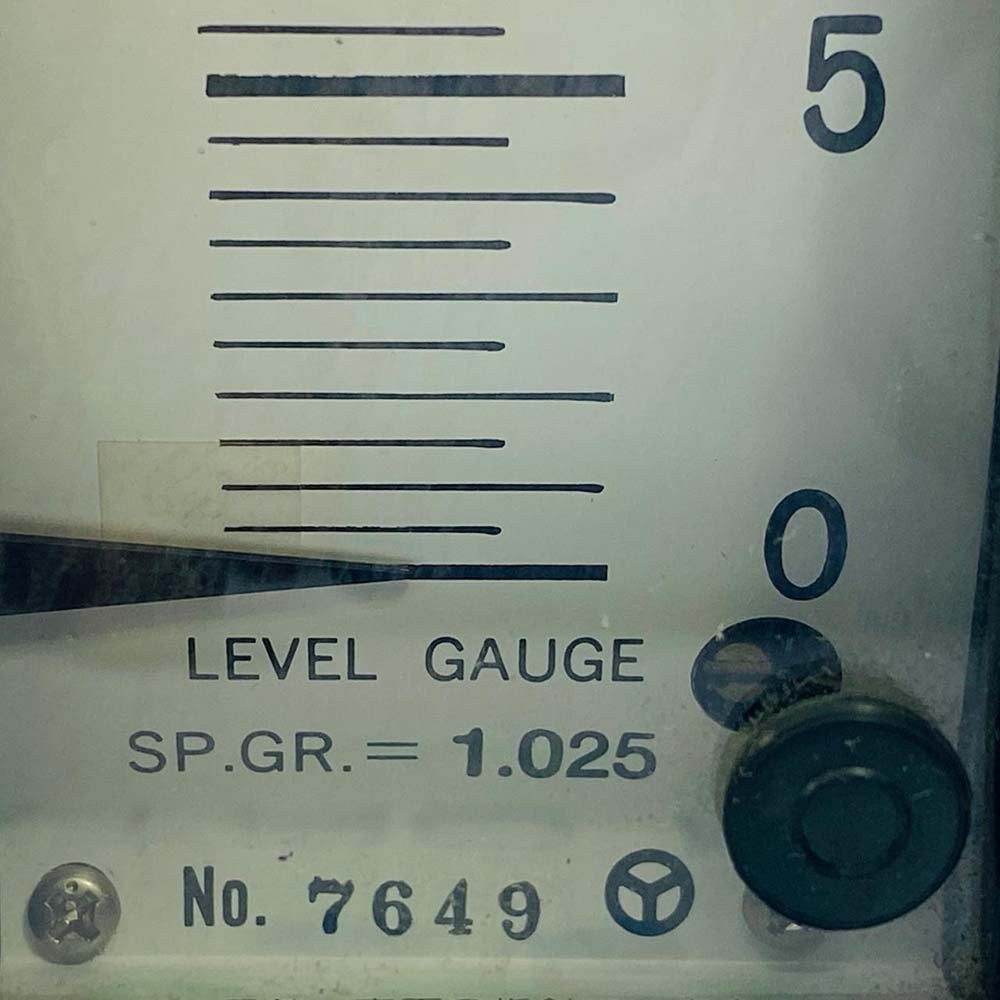 5
0
LEVEL GAUGE
SP.GR.= 1.025
No. 7649